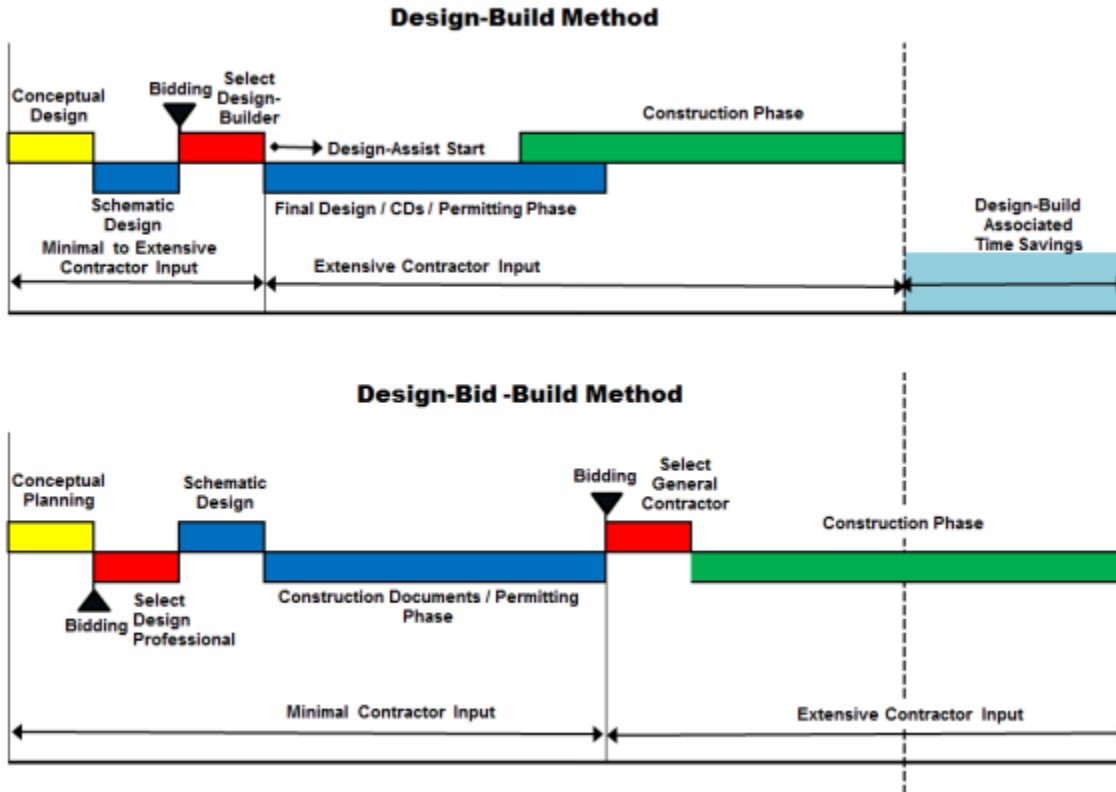 Design-Build Method
Conceptual
Design
Bidding
Select
Design-
Builder
Construction Phase
Design-Assist Start
Schematic
Design
Final Design / CDs / Permitting Phase
Minimal to Extensive
Contractor Input
Extensive Contractor Input
Design-Build
Associated
Time Savings
Design-Bid -Build Method
Conceptual
Planning
Schematic
Design
Bidding
Select
General
Contractor
Construction Phase
Bidding
Select
Design
Professional
Construction Documents / Permitting
Phase
Minimal Contractor Input
Extensive Contractor Input